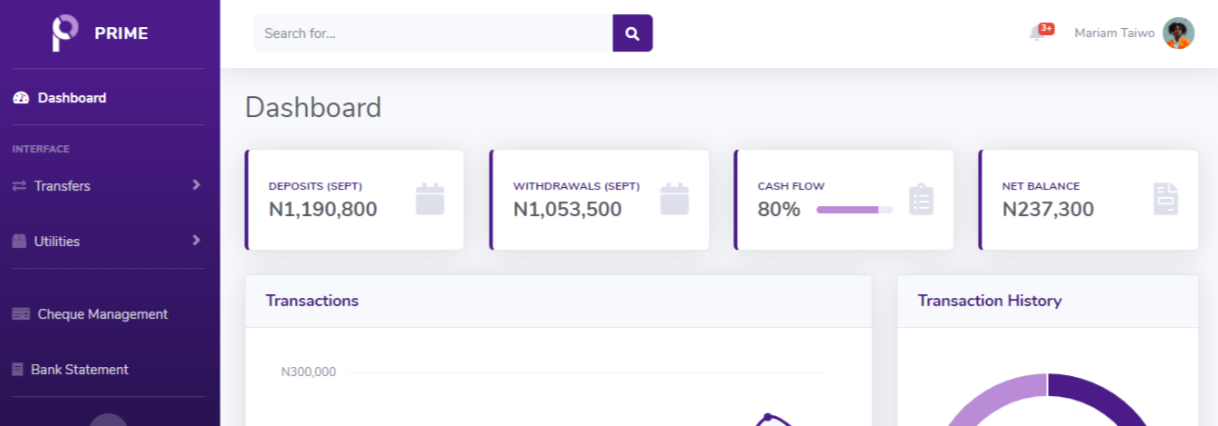 PRIME
Search for...
3+
Mariam Taiwo
Dashboard
INTERFACE
Transfers
Utilities
Cheque Management
Bank Statement
Dashboard
DEPOSITS (SEPT)
N1,190,800
WITHDRAWALS (SEPT)
N1,053,500
CASH FLOW
80%
NET BALANCE
N237,300
Transactions
N300,000
Transaction History